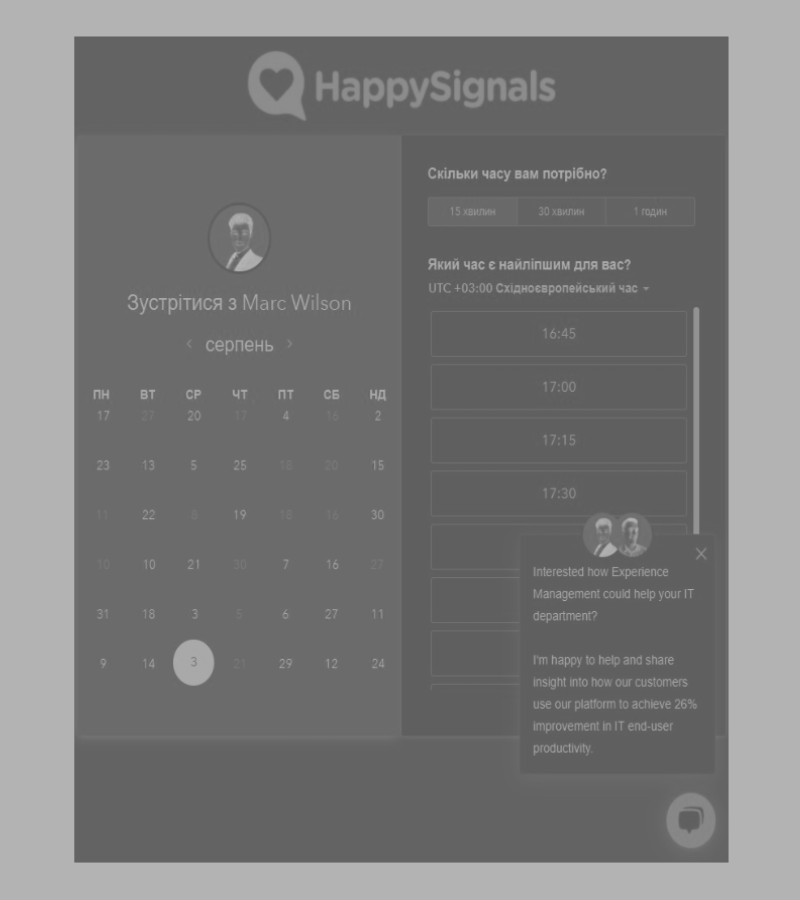 HappySignals
Зустрітися з Marc Wilson
серпень
ПН ВТ СР ЧТ ПТ СБ НД
17 27 20 17 4 16 2
23 13 5 25 18 20 15
11 22 19 18 16 30
10 10 21 30 7 16 27
31 18 3 5 6 27 11
9 14 3 21 29 12 24
Скільки часу вам потрібно?
15 хвилин 30 хвилин 1 годин
Який час є найліпшим для вас?
UTC +03:00 Східноєвропейський час
16:45
17:00
17:15
17:30
Interested how Experience
Management could help your IT
department?
I'm happy to help and share
insight into how our customers
use our platform to achieve 26%
improvement in IT end-user
productivity.